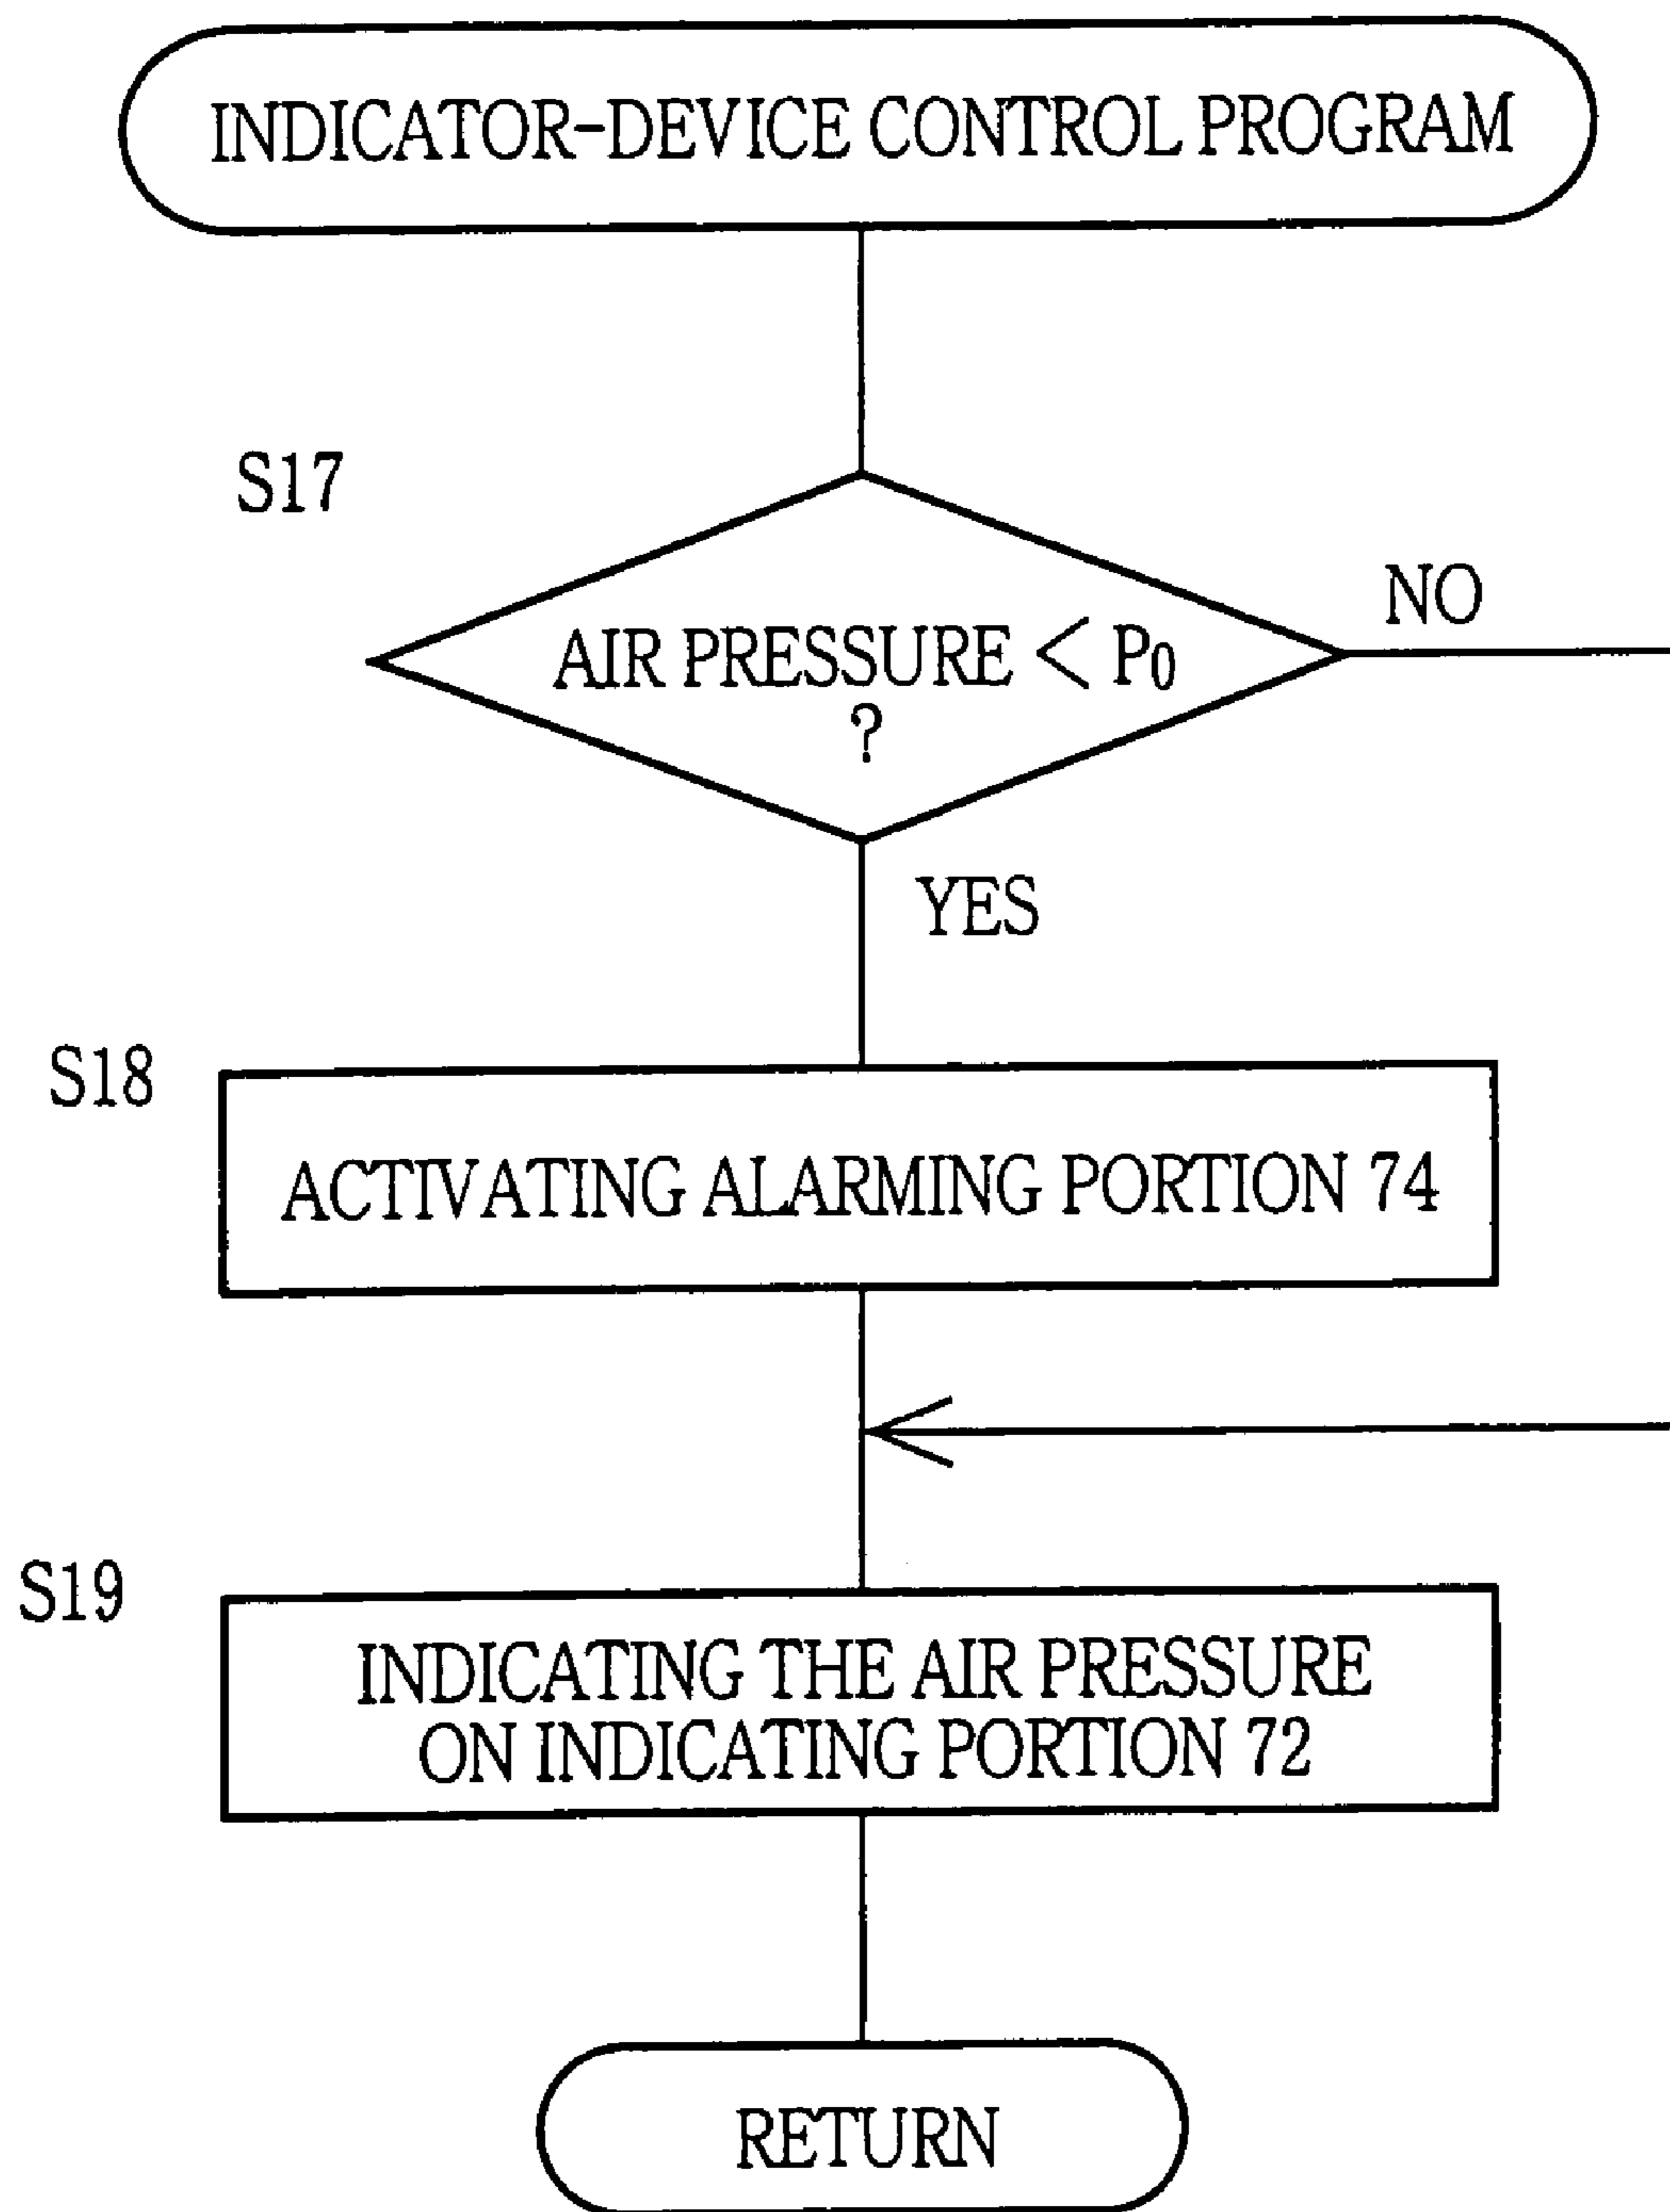 INDICATOR-DEVICE CONTROL PROGRAM
S17
AIR PRESSURE < P₀
?
NO
YES
S18
ACTIVATING ALARMING PORTION 74
S19
INDICATING THE AIR PRESSURE
ON INDICATING PORTION 72
RETURN